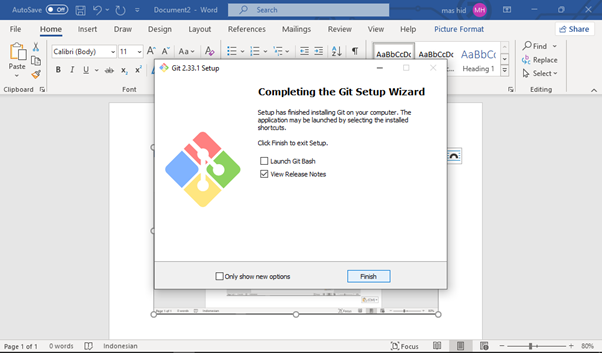 AutoSave Off Document2 - Word Search mas hid MH
File Home Insert Draw Design Layout References Mailings Review View Help Picture Format Share
Calibri (Body) 11 A A Aa AaBbCcDc AaBbCcDc AaBbCc Find
Paste B I U ab x₂ x² Heading 1 Replace
Select
Clipboard Font Editing
Git 2.33.1 Setup
Completing the Git Setup Wizard
Setup has finished installing Git on your computer. The
application may be launched by selecting the installed
shortcuts.
Click Finish to exit Setup.
Launch Git Bash
View Release Notes
Only show new options Finish
Page 1 of 1 0 words Indonesian Focus 80%